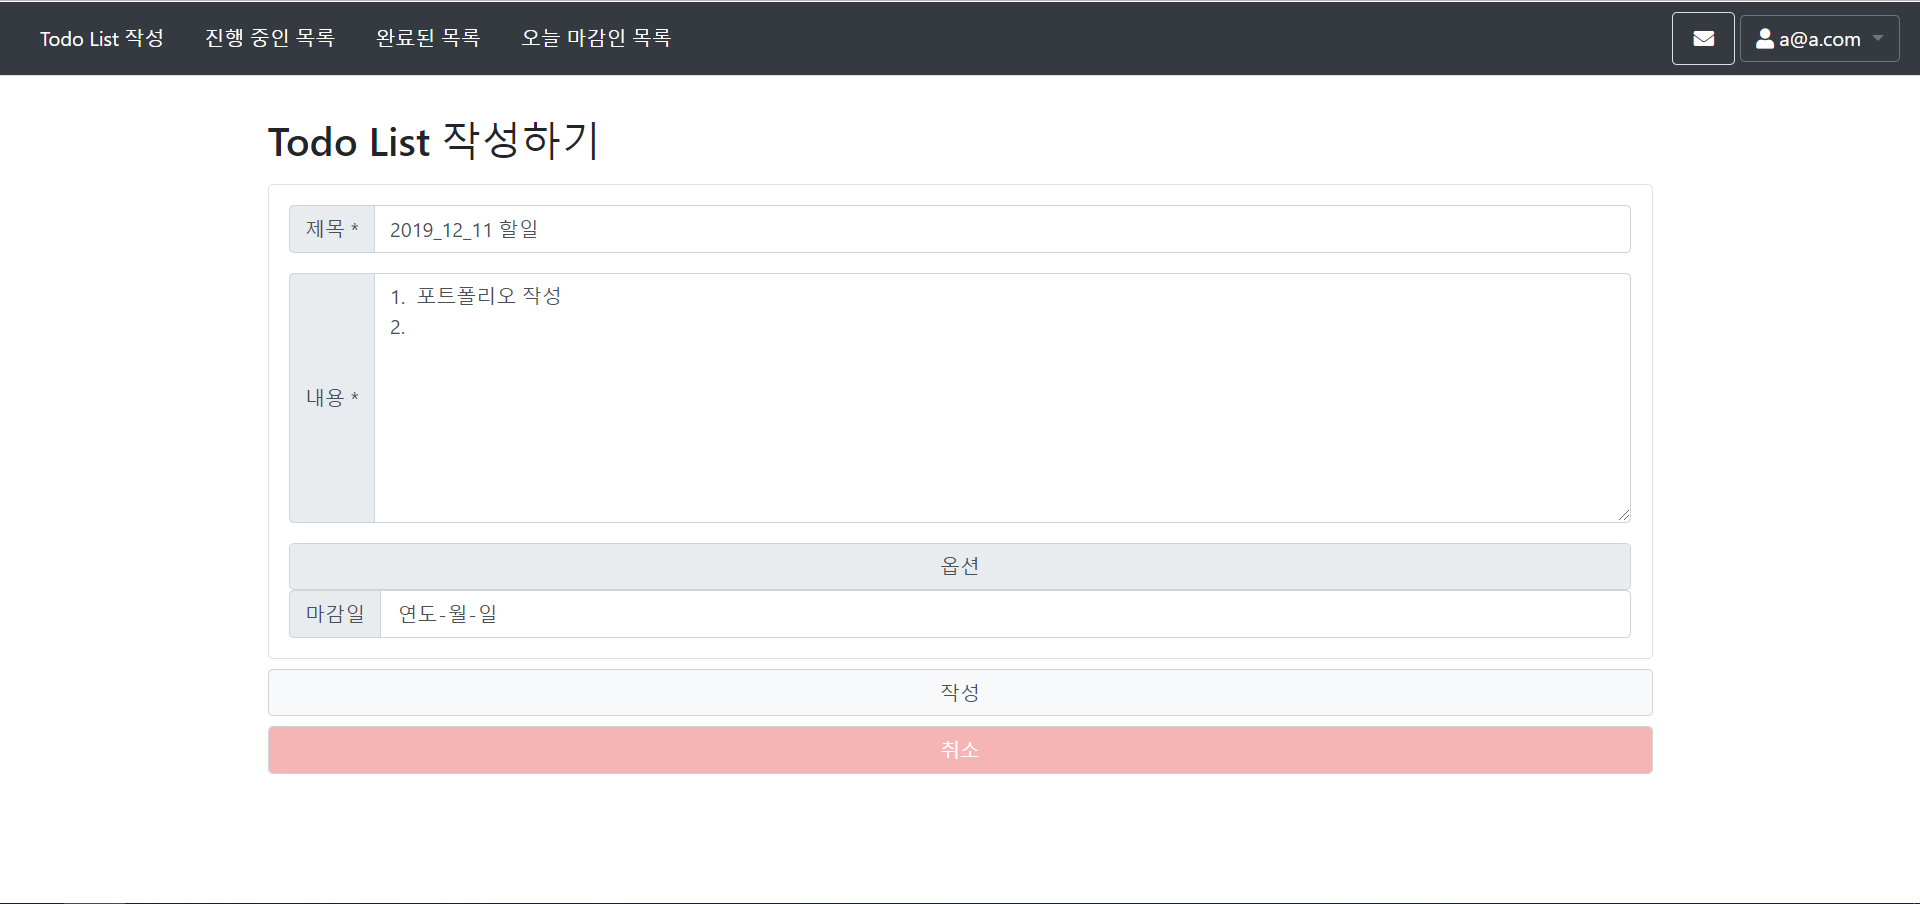 Todo List 작성 진행 중인 목록 완료된 목록 오늘 마감인 목록 a@a.com
Todo List 작성하기
제목 * 2019_12_11 할일
1. 포트폴리오 작성
2.
내용 *
옵션
마감일 연도-월-일
작성
취소